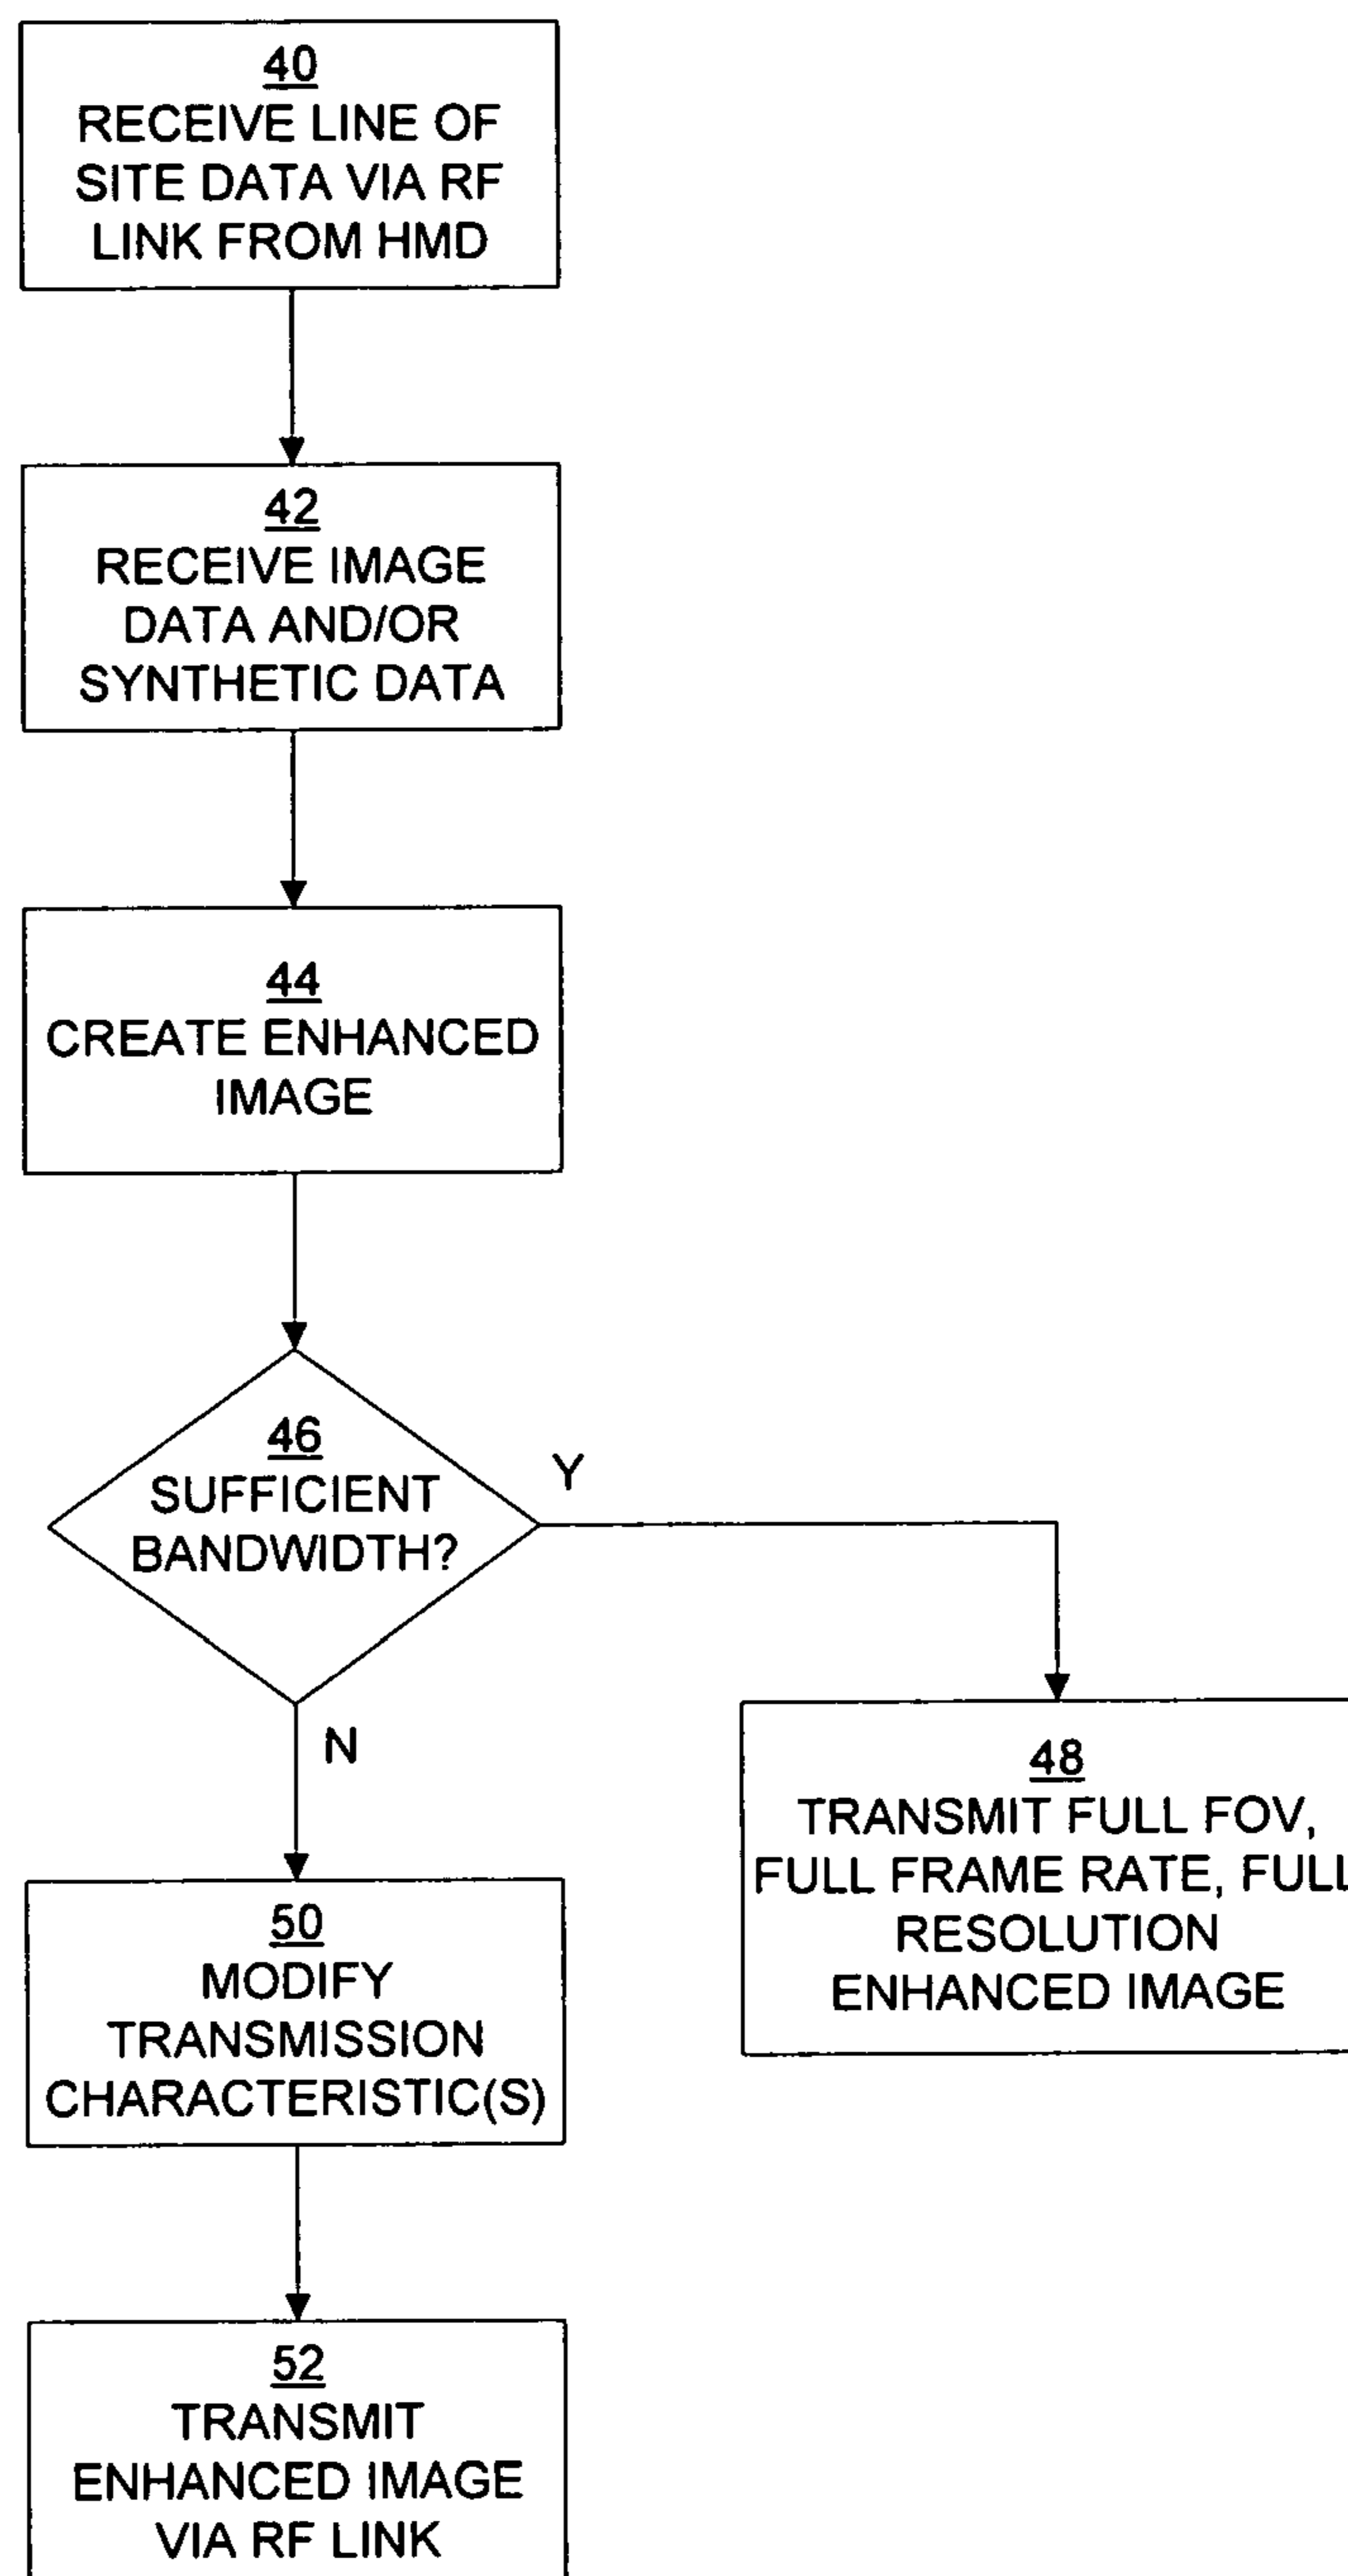 40
RECEIVE LINE OF
SITE DATA VIA RF
LINK FROM HMD
42
RECEIVE IMAGE
DATA AND/OR
SYNTHETIC DATA
44
CREATE ENHANCED
IMAGE
46
SUFFICIENT
BANDWIDTH?
Y
N
48
TRANSMIT FULL FOV,
FULL FRAME RATE, FULL
RESOLUTION
ENHANCED IMAGE
50
MODIFY
TRANSMISSION
CHARACTERISTIC(S)
52
TRANSMIT
ENHANCED IMAGE
VIA RF LINK